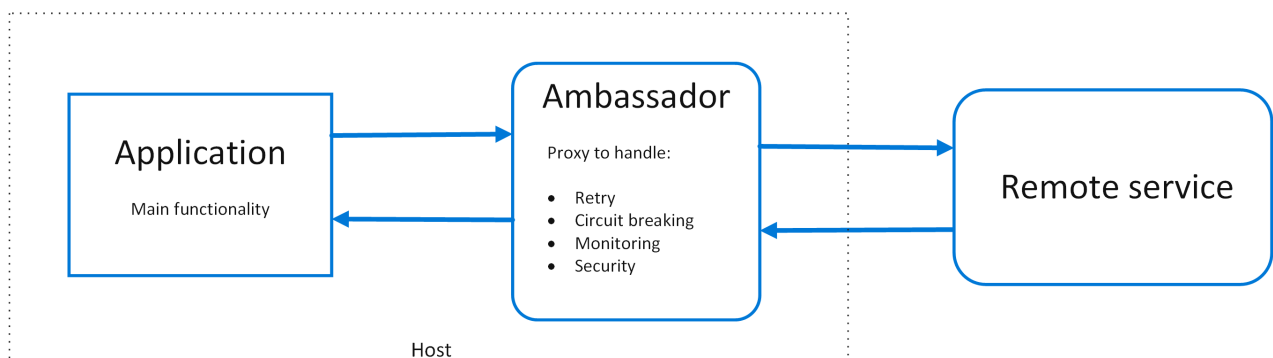 Application
Main functionality
Ambassador
Proxy to handle:
• Retry
• Circuit breaking
• Monitoring
• Security
Remote service
Host